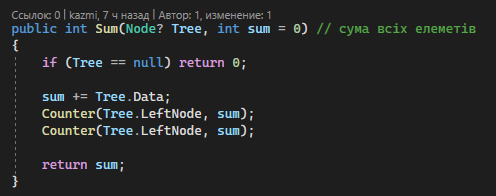 Ссылок: 0 | kazmi, 7 ч назад | Автор: 1, изменение: 1
public int Sum(Node? Tree, int sum = 0) // сума всіх елеметів
{
if (Tree == null) return 0;
sum += Tree.Data;
Counter(Tree.LeftNode, sum);
Counter(Tree.LeftNode, sum);
return sum;
}